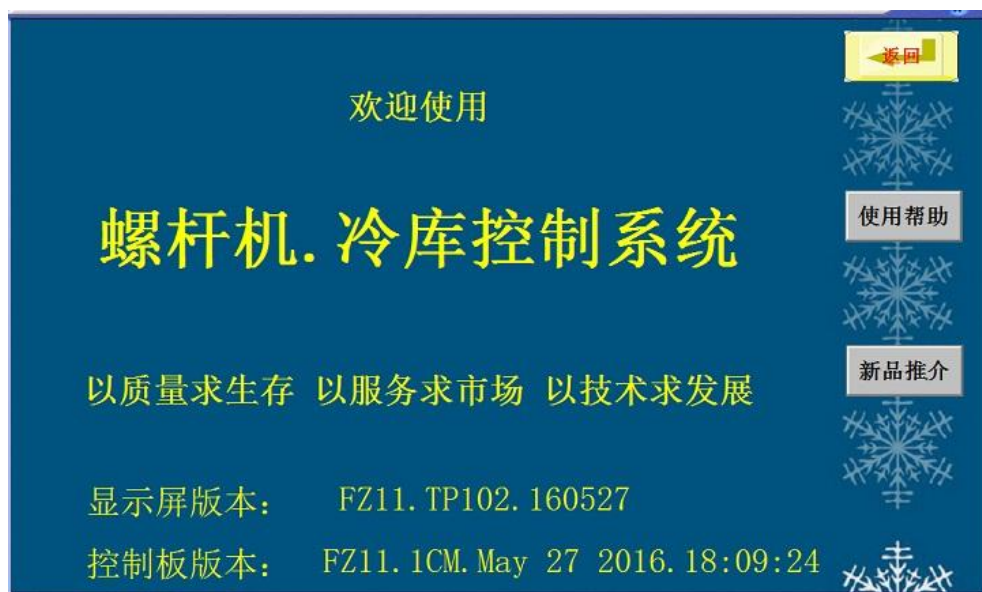 返回
欢迎使用
螺杆机.冷库控制系统
使用帮助
新品推介
以质量求生存 以服务求市场 以技术求发展
显示屏版本： FZ11.TP102.160527
控制板版本： FZ11.1CM.May 27 2016.18:09:24